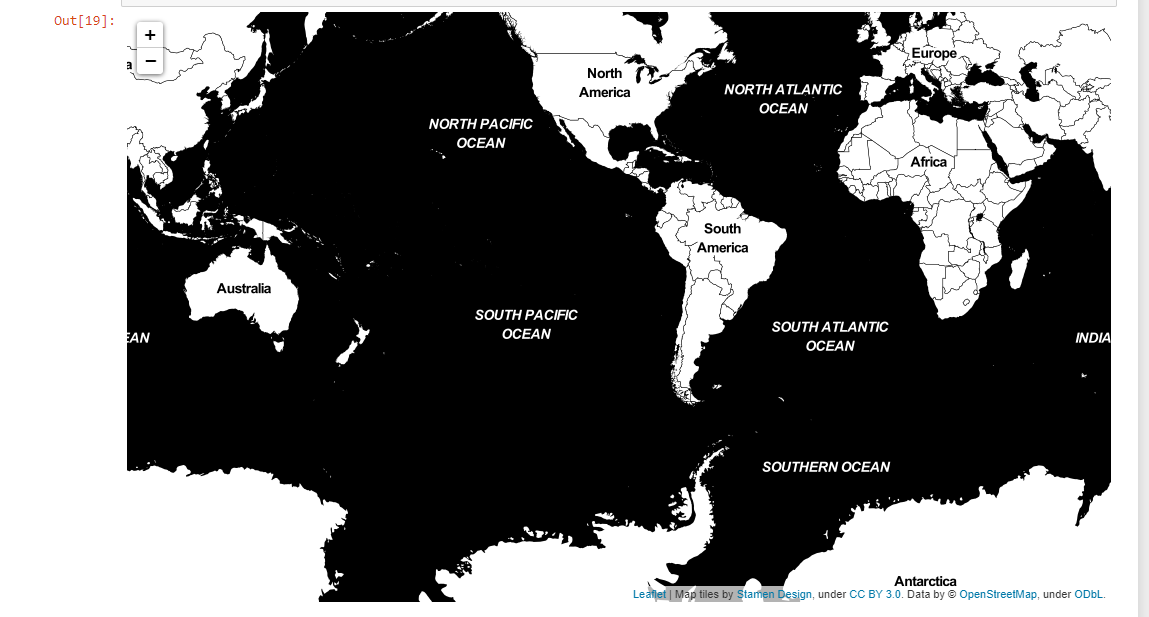 Out[19]:
+
−
a
Europe
North
America
NORTH ATLANTIC
OCEAN
NORTH PACIFIC
OCEAN
Africa
South
America
Australia
SOUTH PACIFIC
OCEAN
SOUTH ATLANTIC
OCEAN
EAN
INDIA
SOUTHERN OCEAN
Antarctica
Leaflet | Map tiles by Stamen Design, under CC BY 3.0. Data by © OpenStreetMap, under ODbL.